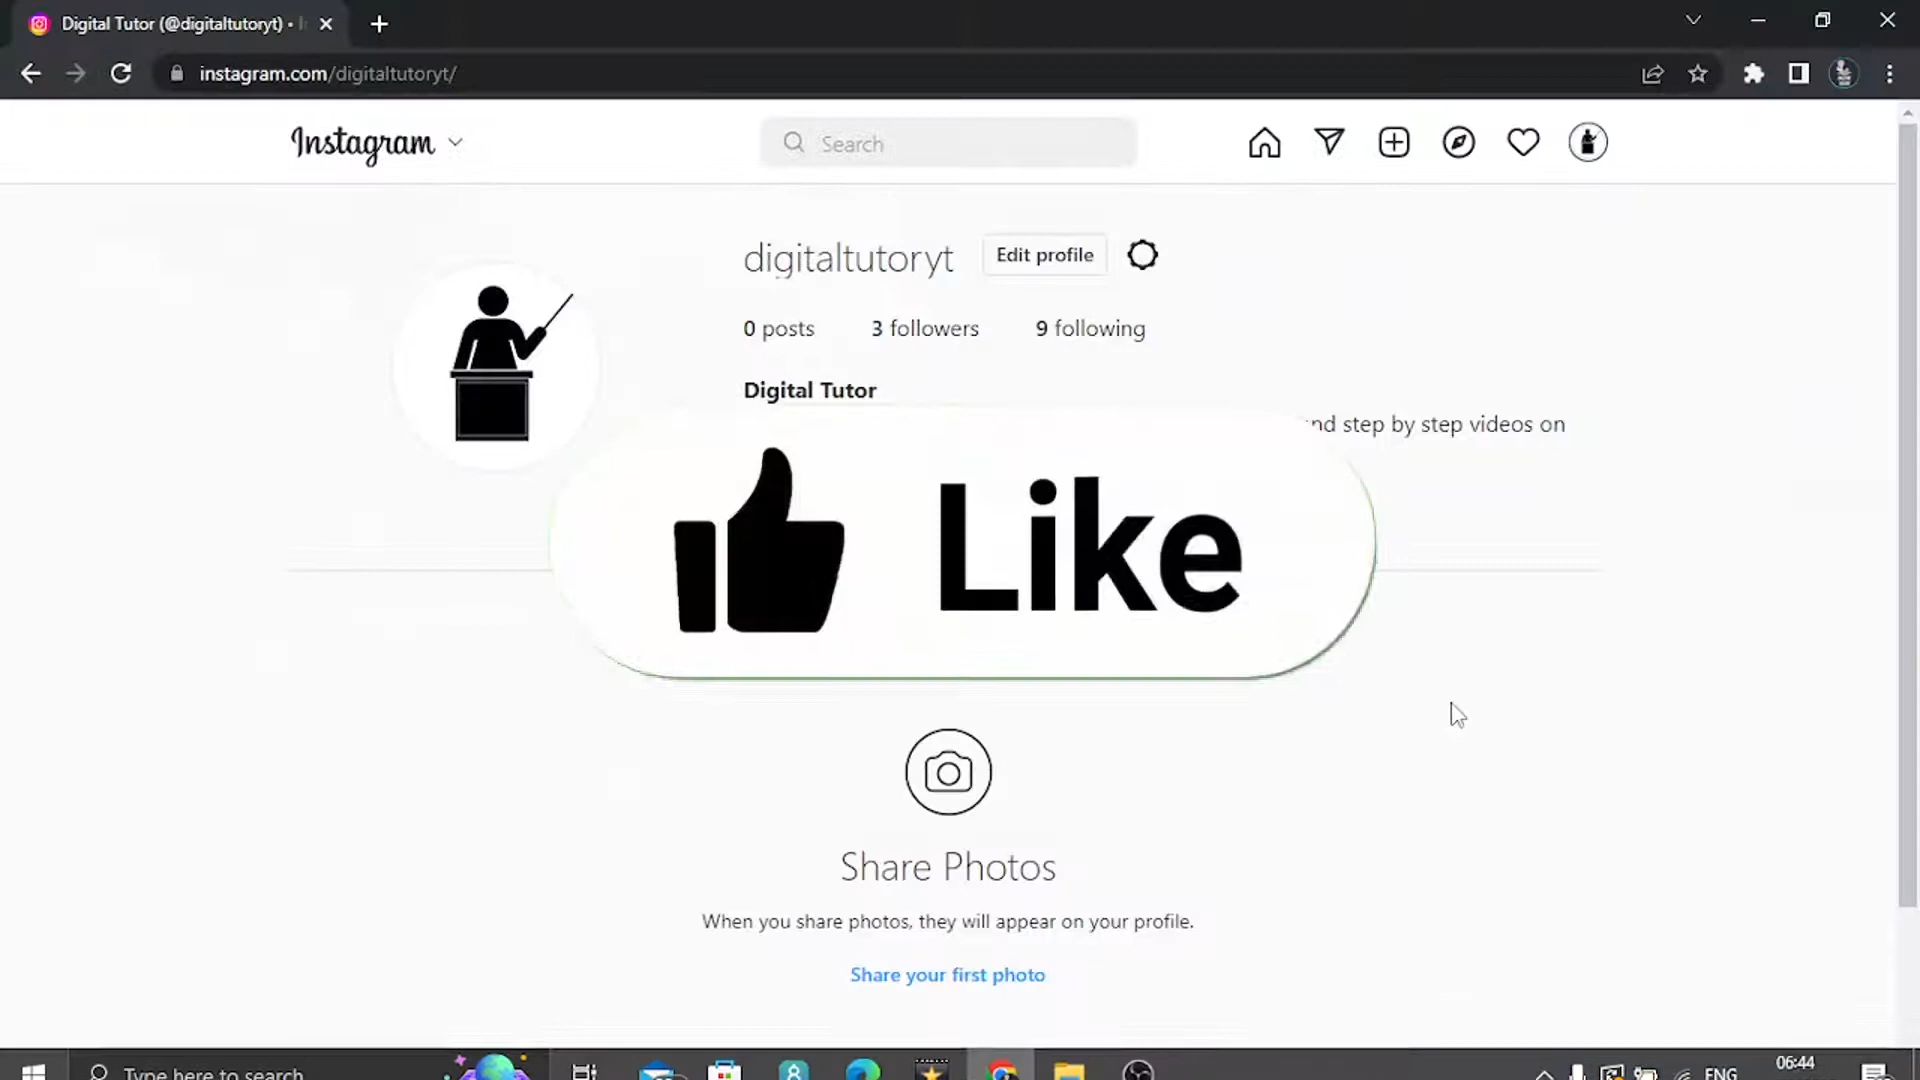 Digital Tutor (@digitaltutoryt) •
instagram.com/digitaltutoryt/
Instagram
Search
digitaltutoryt
Edit profile
0 posts
3 followers
9 following
Digital Tutor
step by step videos on
Like
Share Photos
When you share photos, they will appear on your profile.
Share your first photo
Type here to search
ENG
06:44